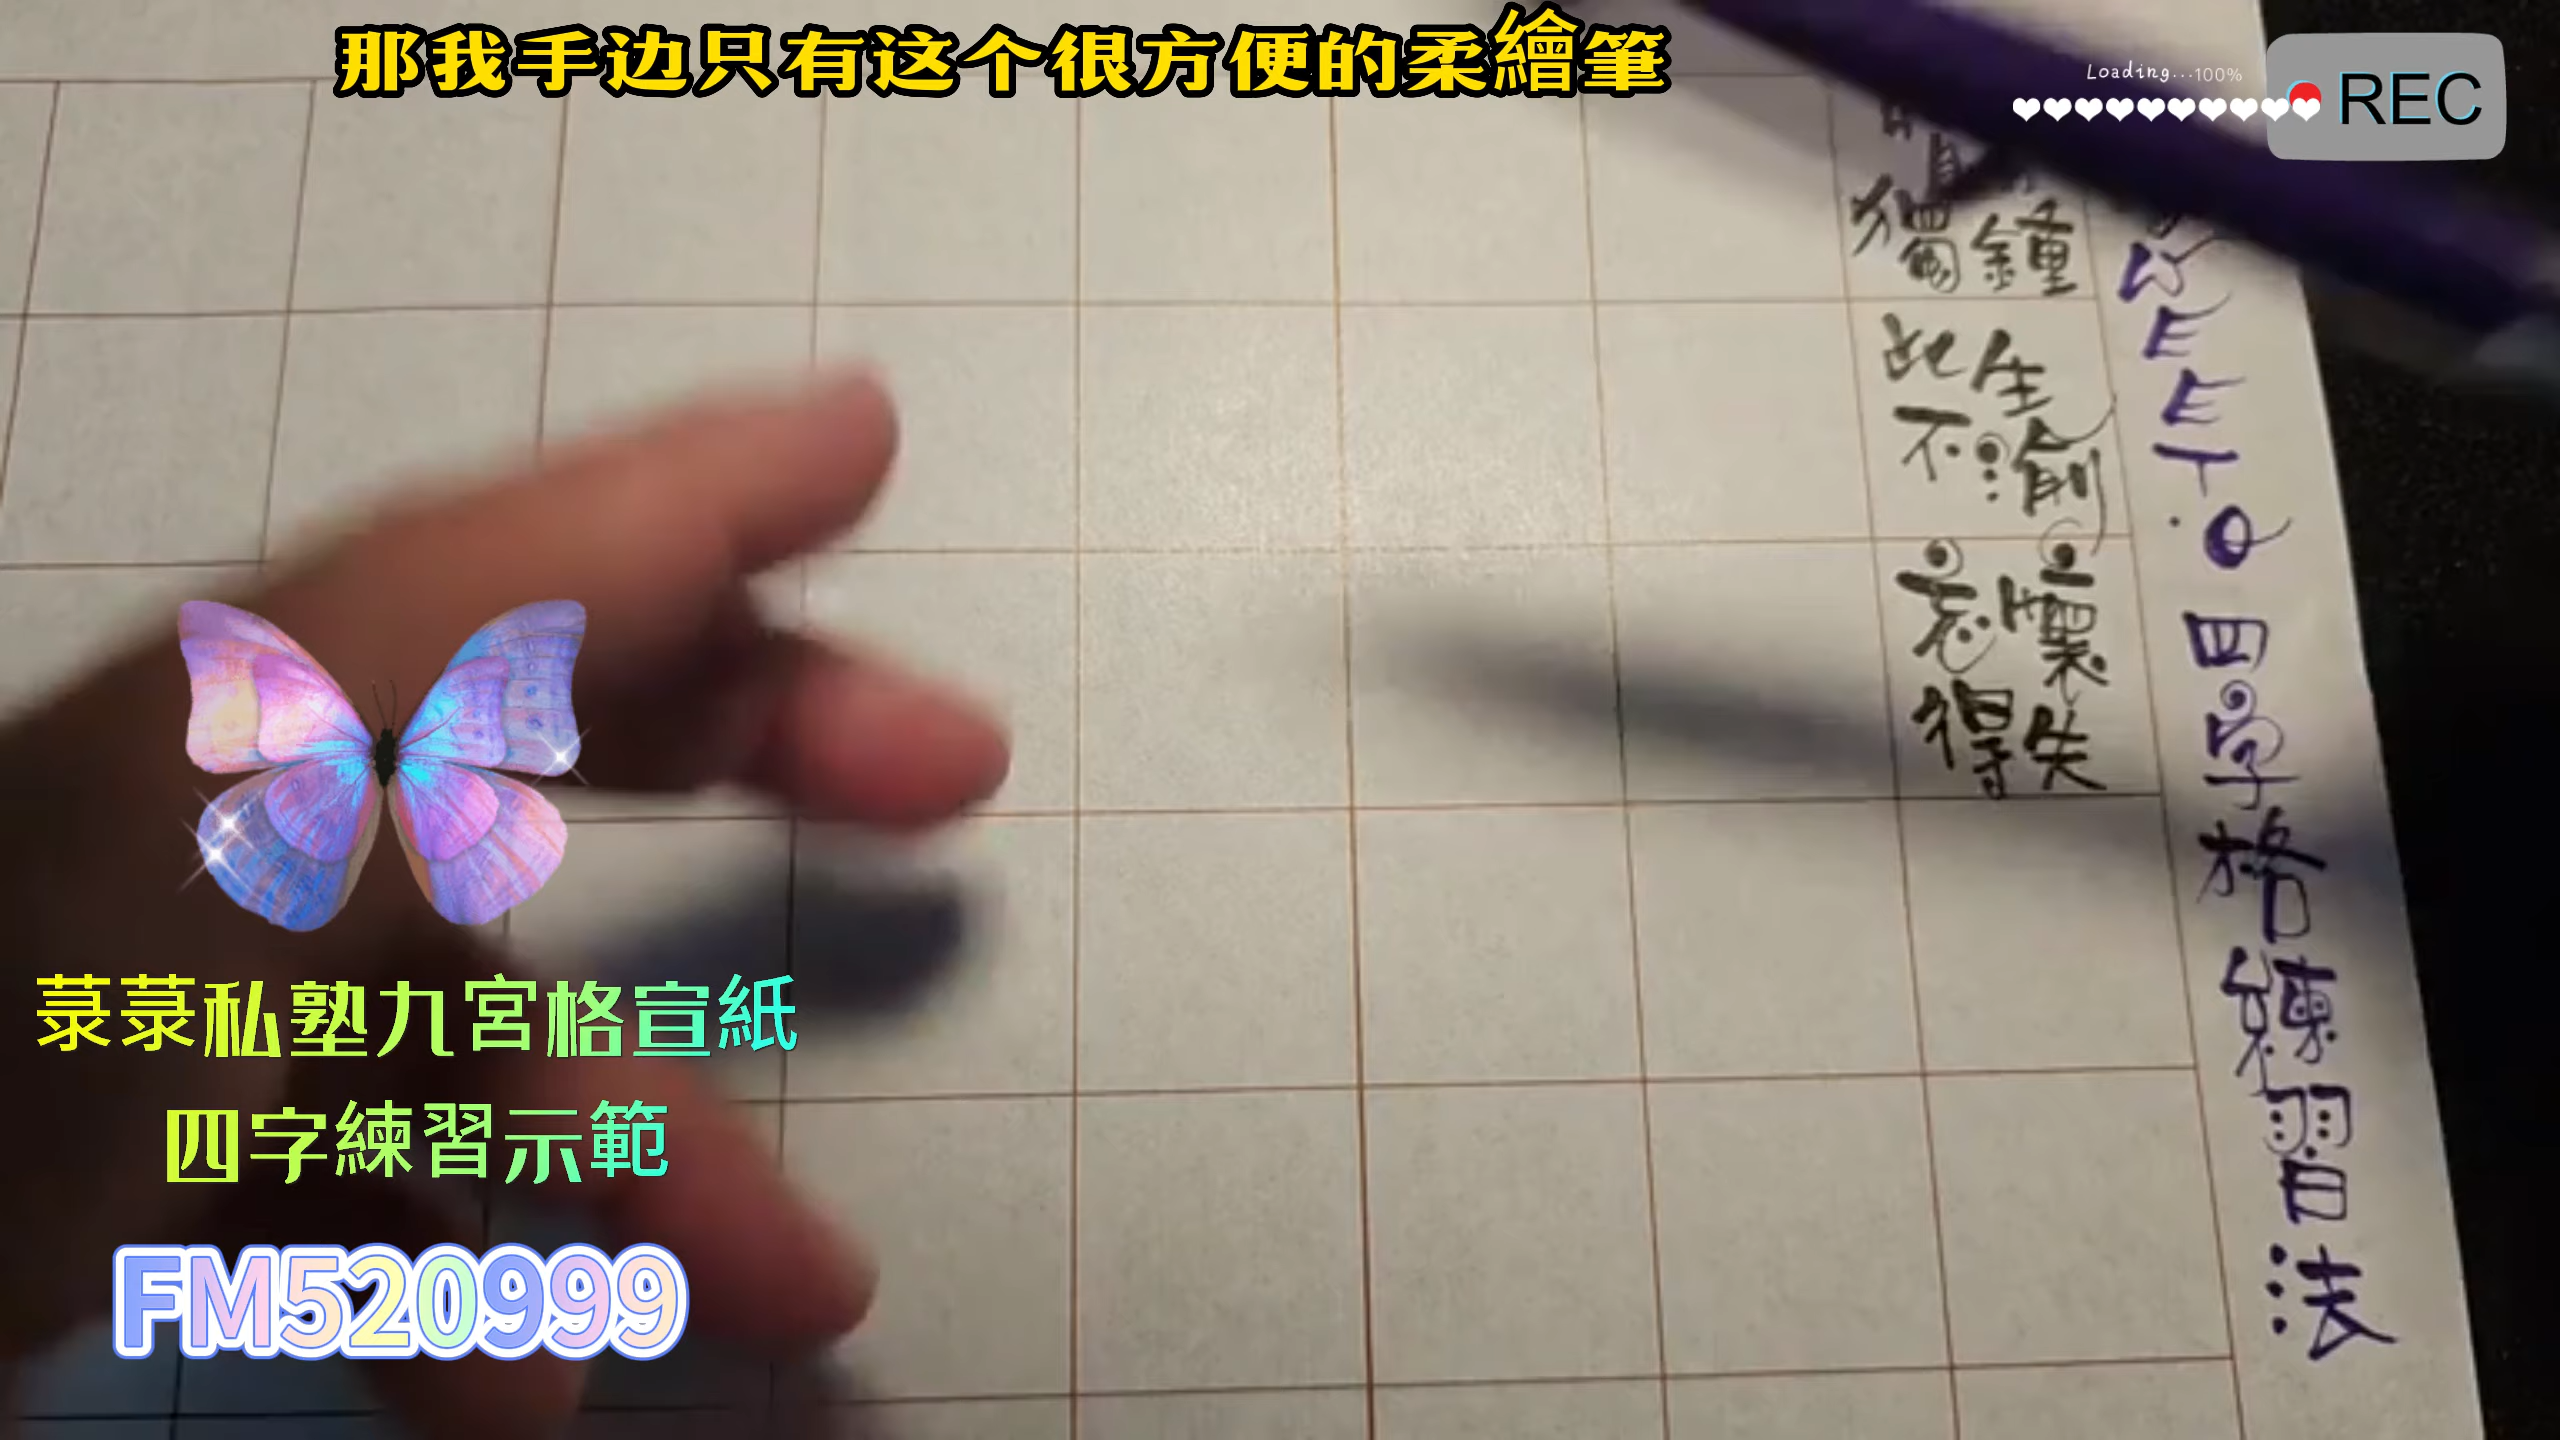 那我手边只有这个很方便的柔繪筆
Loading...100%
REC
獨鍾
此生
不渝
忘懷
得失
WEET.O四字格練習法
菉菉私塾九宮格宣紙
四字練習示範
FM520999